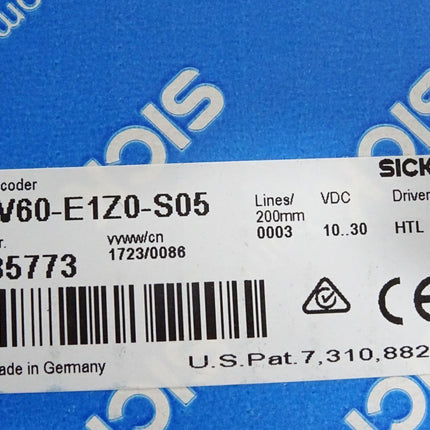 SICK
SICK
SICK
coder
V60-E1Z0-S05
Lines/
200mm
0003
VDC
10..30
Driver
HTL
r.
35773
yyww/cn
1723/0086
CE
ade in Germany
U.S.Pat.7,310,882